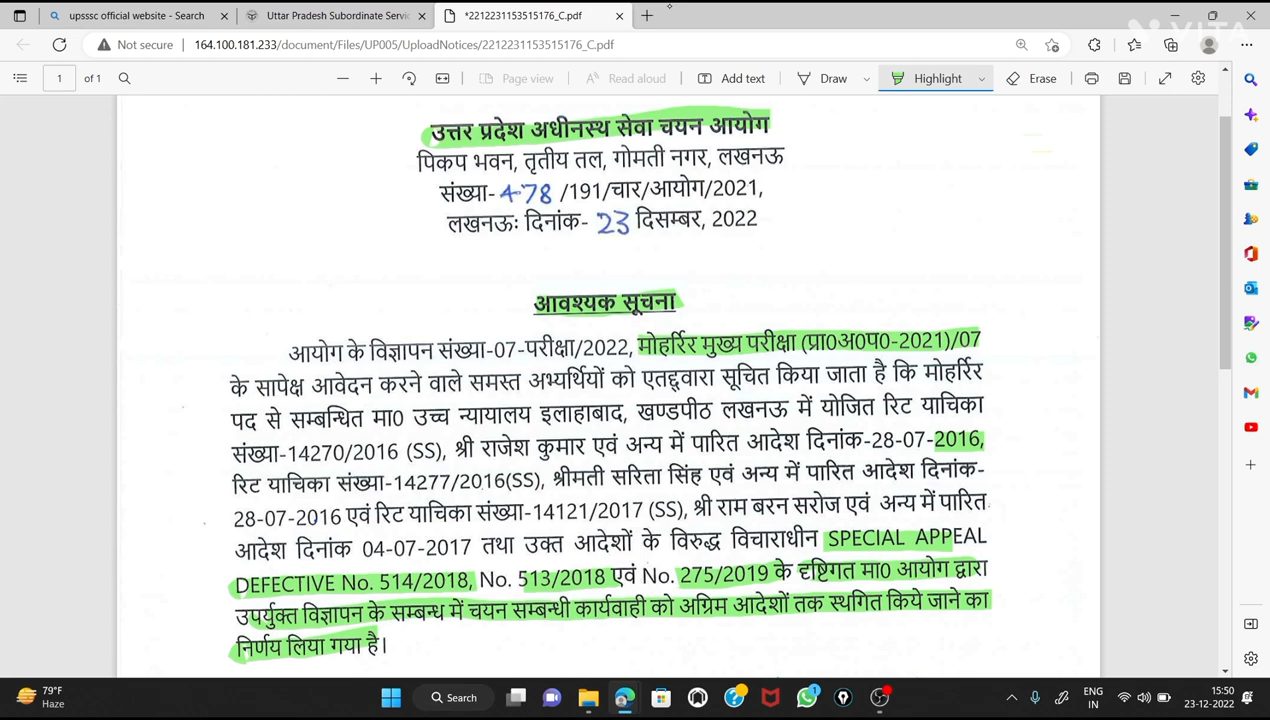 upsssc official website - Search
Uttar Pradesh Subordinate Servic
*2212231153515176_C.pdf
Not secure
164.100.181.233/document/Files/UP005/UploadNotices/2212231153515176_C.pdf
VITA
1 of 1
Page view
Read aloud
Add text
Draw
Highlight
Erase
उत्तर प्रदेश अधीनस्थ सेवा चयन आयोग
पिकप भवन, तृतीय तल, गोमती नगर, लखनऊ
संख्या- 478 /191/चार/आयोग/2021,
लखनऊः दिनांक- 23 दिसम्बर, 2022
आवश्यक सूचना
आयोग के विज्ञापन संख्या-07-परीक्षा/2022, मोहर्रिर मुख्य परीक्षा (प्रा0अ0प0-2021)/07
के सापेक्ष आवेदन करने वाले समस्त अभ्यर्थियों को एतद्द्वारा सूचित किया जाता है कि मोहर्रिर
पद से सम्बन्धित मा0 उच्च न्यायालय इलाहाबाद, खण्डपीठ लखनऊ में योजित रिट याचिका
संख्या-14270/2016 (SS), श्री राजेश कुमार एवं अन्य में पारित आदेश दिनांक-28-07-2016,
रिट याचिका संख्या-14277/2016(SS), श्रीमती सरिता सिंह एवं अन्य में पारित आदेश दिनांक-
28-07-2016 एवं रिट याचिका संख्या-14121/2017 (SS), श्री राम बरन सरोज एवं अन्य में पारित
आदेश दिनांक 04-07-2017 तथा उक्त आदेशों के विरुद्ध विचाराधीन SPECIAL APPEAL
DEFECTIVE No. 514/2018, No. 513/2018 एवं No. 275/2019 के दृष्टिगत मा0 आयोग द्वारा
उपर्युक्त विज्ञापन के सम्बन्ध में चयन सम्बन्धी कार्यवाही को अग्रिम आदेशों तक स्थगित किये जाने का
निर्णय लिया गया है।
79°F
Haze
Search
1
ENG
IN
15:50
23-12-2022